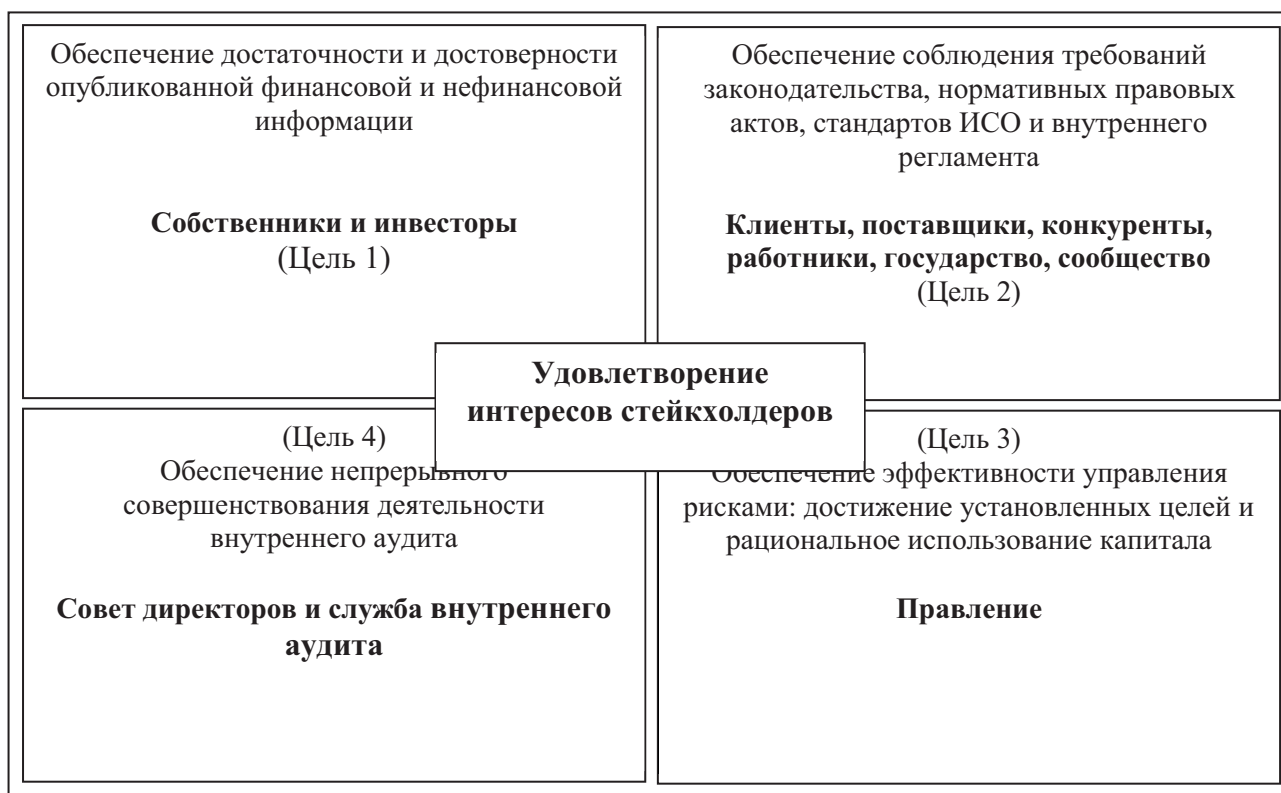 Обеспечение достаточности и достоверности
опубликованной финансовой и нефинансовой
информации
Собственники и инвесторы
(Цель 1)
Обеспечение соблюдения требований
законодательства, нормативных правовых
актов, стандартов ИСО и внутреннего
регламента
Клиенты, поставщики, конкуренты,
работники, государство, сообщество
(Цель 2)
Удовлетворение
интересов стейкхолдеров
(Цель 4)
Обеспечение непрерывного
совершенствования деятельности
внутреннего аудита
Совет директоров и служба внутреннего
аудита
(Цель 3)
Обеспечение эффективности управления
рисками: достижение установленных целей и
рациональное использование капитала
Правление